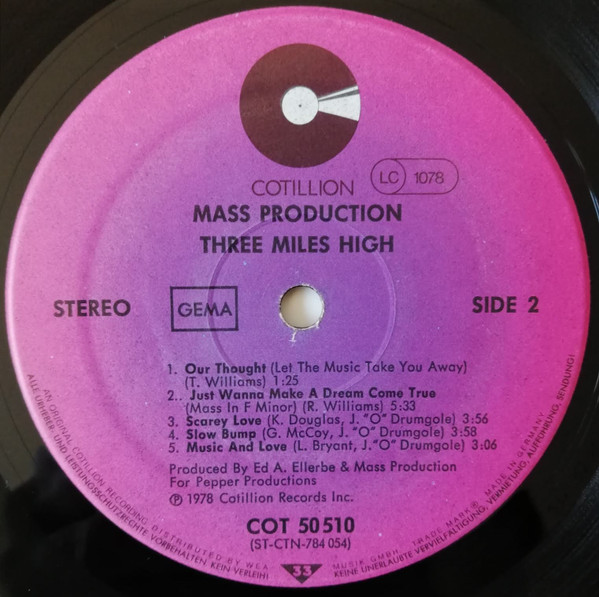 COTILLION
LC 1078
MASS PRODUCTION
THREE MILES HIGH
STEREO
GEMA
SIDE 2
1. Our Thought (Let The Music Take You Away)
(T. Williams) 1:25
2.. Just Wanna Make A Dream Come True
(Mass In F Minor) (R. Williams) 5:33
3. Scarey Love (K. Douglas, J. "O" Drumgole) 3:56
4. Slow Bump (G. McCoy, J. "O" Drumgole) 3:58
5. Music And Love (L. Bryant, J. "O" Drumgole) 3:06
Produced By Ed A. Ellerbe & Mass Production
For Pepper Productions
℗ 1978 Cotillion Records Inc.
COT 50 510
(ST-CTN-784 054)
33
AN ORIGINAL COTILLION RECORDING DISTRIBUTED BY WEA MUSIK GMBH. TRADE MARK ® MADE IN GERMANY
ALLE URHEBER- UND LEISTUNGSSCHUTZRECHTE VORBEHALTEN KEIN VERLEIH! KEINE UNERLAUBTE VERVIELFÄLTIGUNG, VERMIETUNG, AUFFÜHRUNG, SENDUNG!